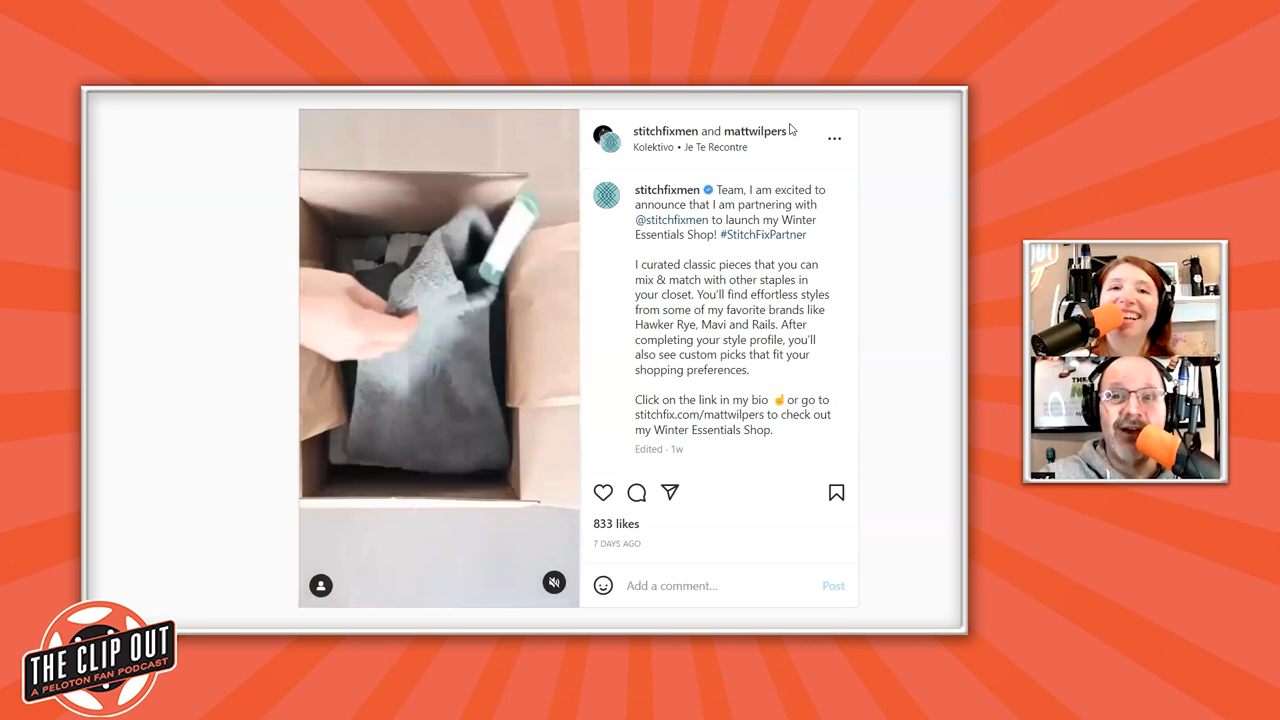 stitchfixmen and mattwilpers
Kolektivo • Je Te Recontre
stitchfixmen Team, I am excited to
announce that I am partnering with
@stitchfixmen to launch my Winter
Essentials Shop! #StitchFixPartner
I curated classic pieces that you can
mix & match with other staples in
your closet. You'll find effortless styles
from some of my favorite brands like
Hawker Rye, Mavi and Rails. After
completing your style profile, you'll
also see custom picks that fit your
shopping preferences.
Click on the link in my bio ☝️or go to
stitchfix.com/mattwilpers to check out
my Winter Essentials Shop.
Edited · 1w
833 likes
7 DAYS AGO
Add a comment...
Post
THE CLIP OUT
A PELOTON FAN PODCAST